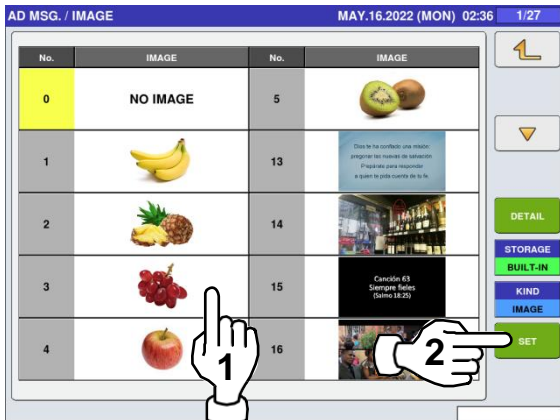 AD MSG. / IMAGE
MAY.16.2022 (MON) 02:36
1/27
No.
IMAGE
No.
IMAGE
0
NO IMAGE
5
1
13
Dios te ha confiado una misión:
pregonar las nuevas de salvación
Prepárate para responder
a quien te pida cuenta de tu fe.
2
14
3
15
Canción 63
Siempre fieles
(Salmo 18:25)
4
16
DETAIL
STORAGE
BUILT-IN
KIND
IMAGE
SET
1
2